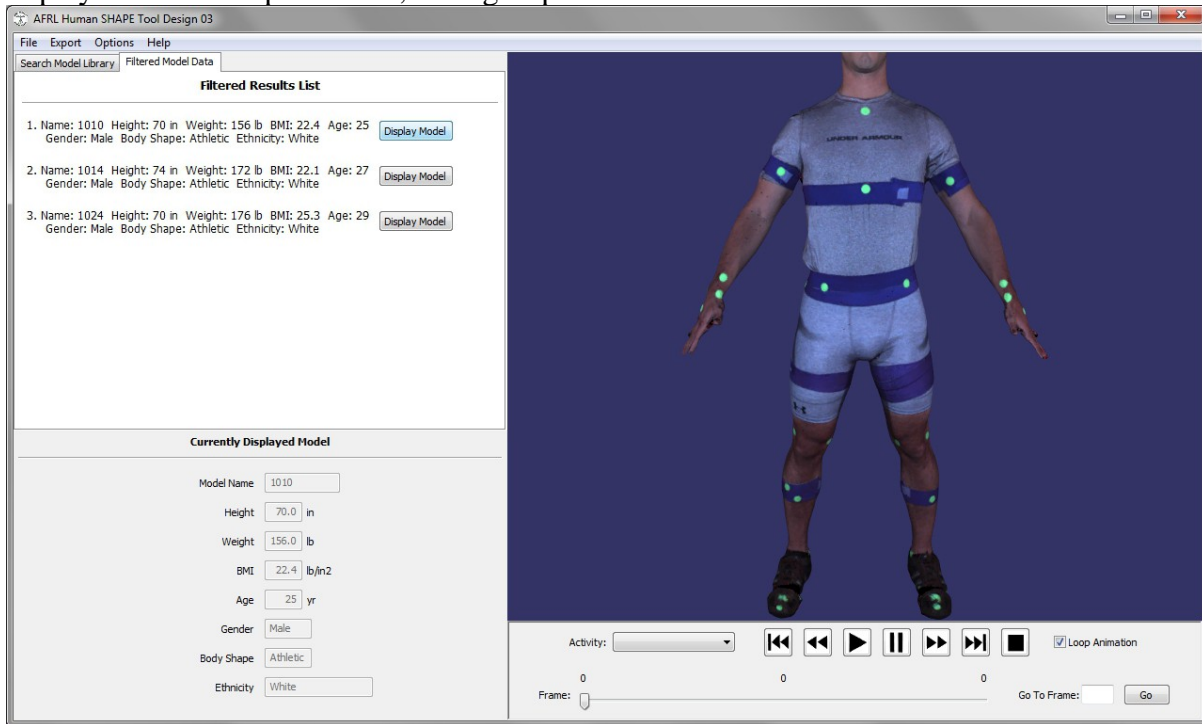 AFRL Human SHAPE Tool Design 03
File Export Options Help
Search Model Library Filtered Model Data
Filtered Results List
1. Name: 1010 Height: 70 in Weight: 156 lb BMI: 22.4 Age: 25
Gender: Male Body Shape: Athletic Ethnicity: White
Display Model
2. Name: 1014 Height: 74 in Weight: 172 lb BMI: 22.1 Age: 27
Gender: Male Body Shape: Athletic Ethnicity: White
Display Model
3. Name: 1024 Height: 70 in Weight: 176 lb BMI: 25.3 Age: 29
Gender: Male Body Shape: Athletic Ethnicity: White
Display Model
UNDER ARMOUR
Currently Displayed Model
Model Name 1010
Height 70.0 in
Weight 156.0 lb
BMI 22.4 lb/in2
Age 25 yr
Gender Male
Body Shape Athletic
Ethnicity White
Activity: Loop Animation
0 0 0
Frame: Go To Frame: Go